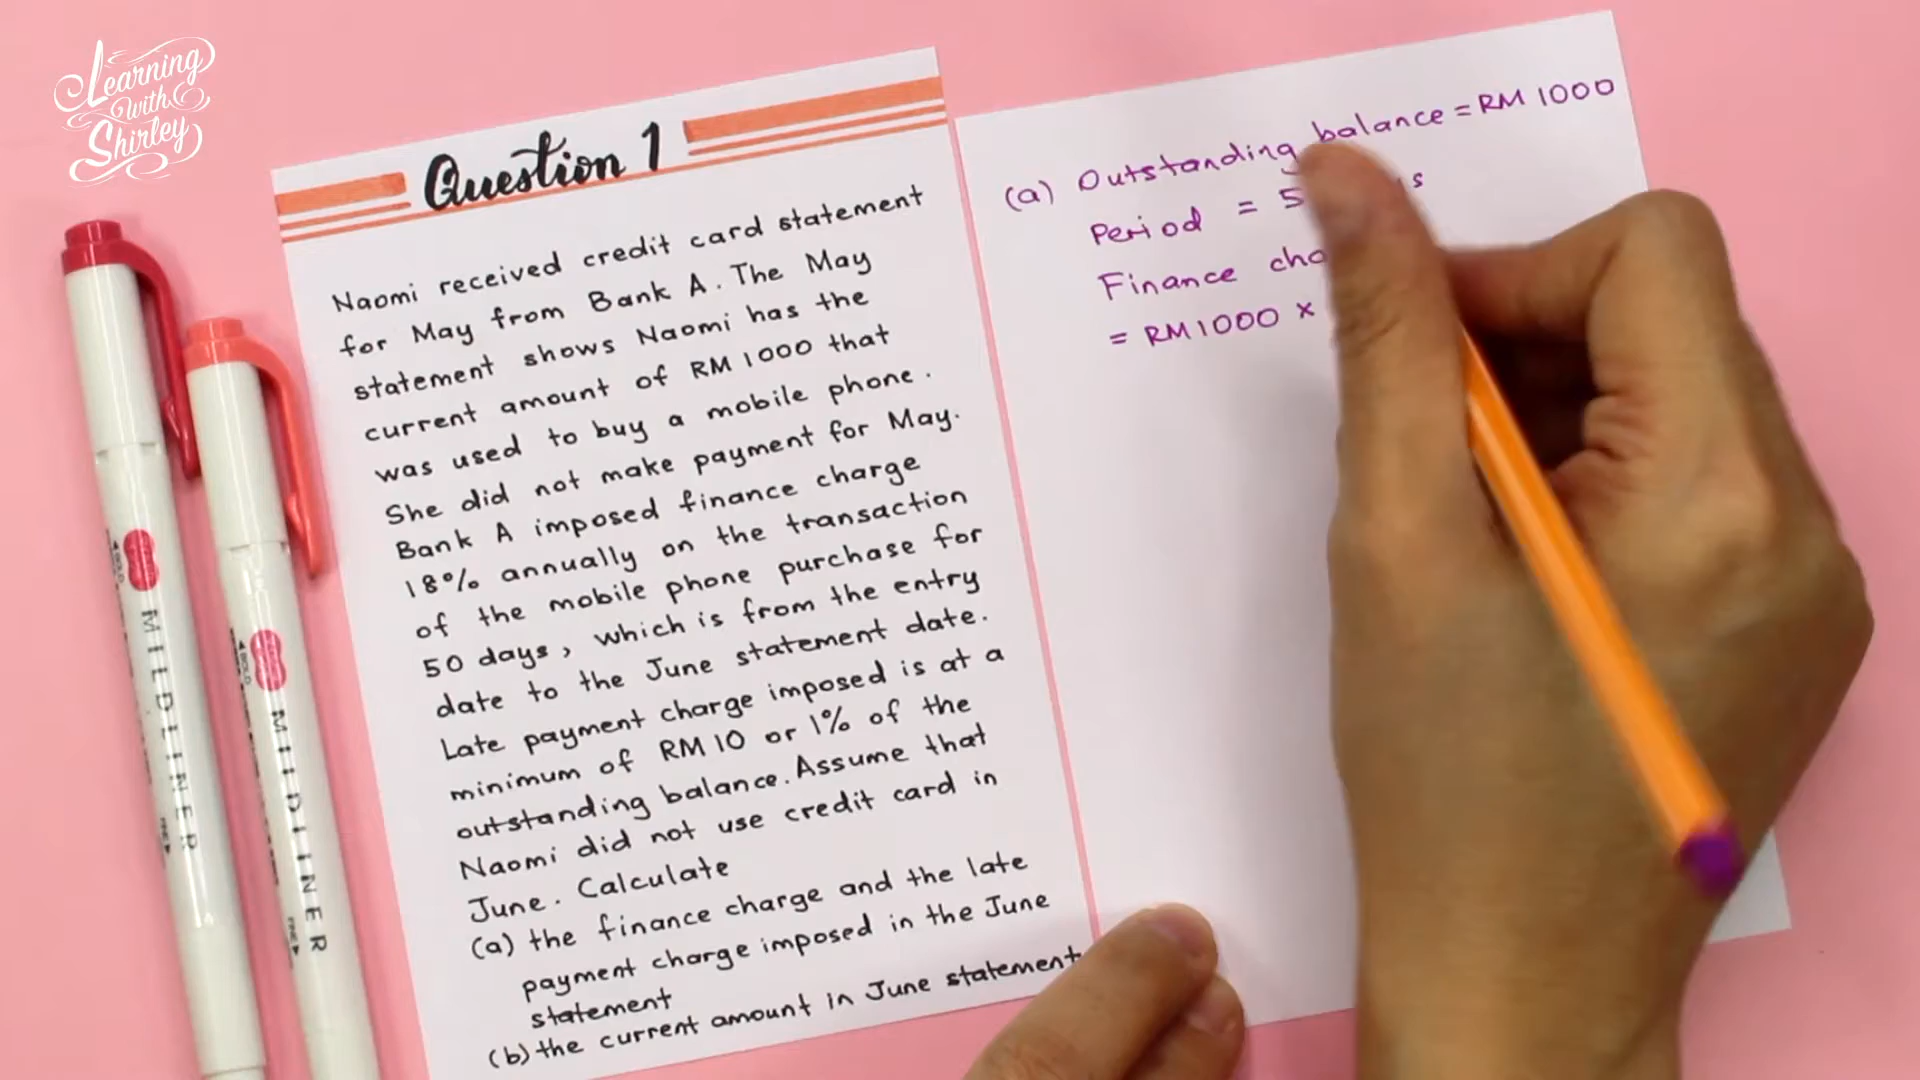 Learning
With
Shirley
Question 1
Naomi received credit card statement
for May from Bank A. The May
statement shows Naomi has the
current amount of RM 1000 that
was used to buy a mobile phone.
She did not make payment for May.
Bank A imposed finance charge
18% annually on the transaction
of the mobile phone purchase for
50 days, which is from the entry
date to the June statement date.
Late payment charge imposed is at a
minimum of RM 10 or 1% of the
outstanding balance. Assume that
Naomi did not use credit card in
June. Calculate
(a) the finance charge and the late
payment charge imposed in the June
statement
(b) the current amount in June statement
(a) Outstanding balance = RM 1000
Period = 5
Finance
= RM1000 ×
MILDLINER
MILDLINER